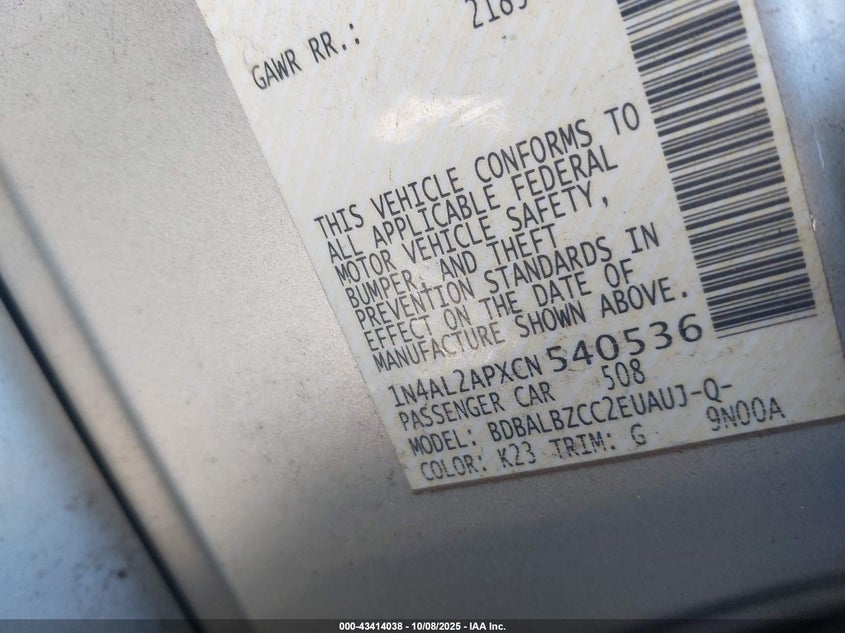 GAWR RR.:
THIS VEHICLE CONFORMS TO
ALL APPLICABLE FEDERAL
MOTOR VEHICLE SAFETY,
BUMPER, AND THEFT
PREVENTION STANDARDS IN
EFFECT ON THE DATE OF
MANUFACTURE SHOWN ABOVE.
1N4AL2APXCN540536
PASSENGER CAR 508
MODEL: BDBALBZCC2EUAUJ-Q-
COLOR: K23 TRIM: G 9N00A
000-43414038 - 10/08/2025 - IAA Inc.